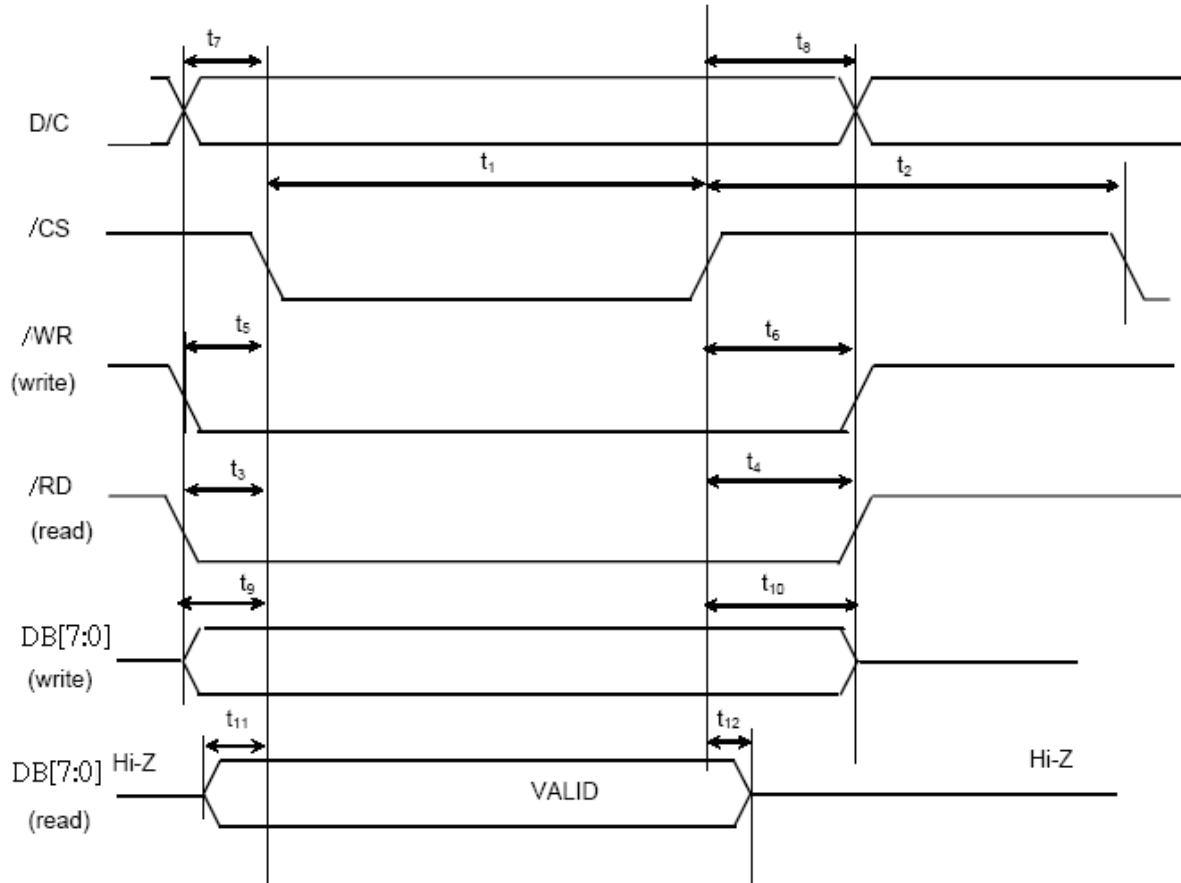 t₇
t₈
D/C
t₁
t₂
/CS
/WR
t₅
t₆
(write)
/RD
t₃
t₄
(read)
t₉
t₁₀
DB[7:0]
(write)
t₁₁
t₁₂
DB[7:0]
Hi-Z
Hi-Z
VALID
(read)